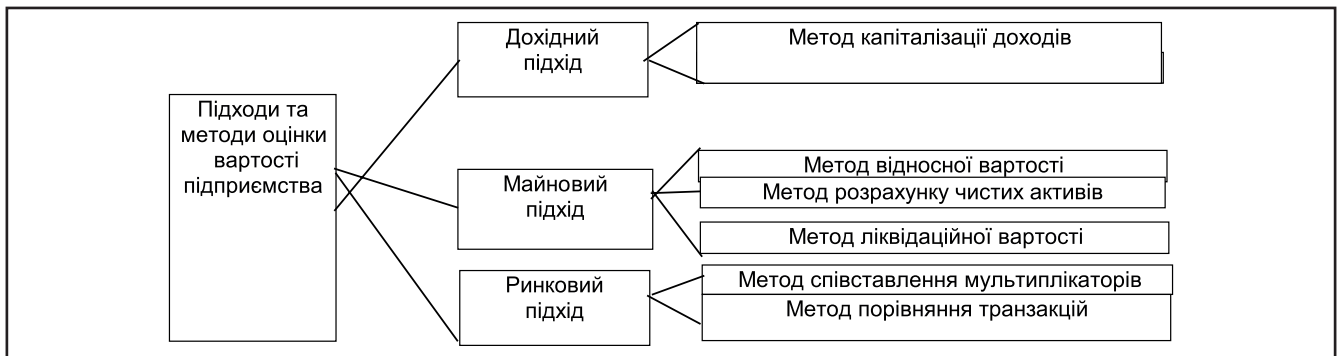 Підходи та
методи оцінки
вартості
підприємства
Дохідний
підхід
Метод капіталізації доходів
Майновий
підхід
Метод відносної вартості
Метод розрахунку чистих активів
Метод ліквідаційної вартості
Ринковий
підхід
Метод співставлення мультиплікаторів
Метод порівняння транзакцій